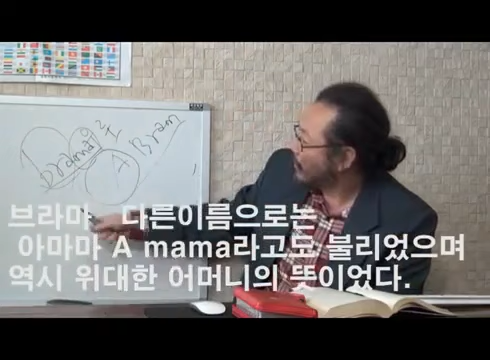 Brama
A
Bram
브라마 다른이름으로는
아마마 A mama라고도 불리었으며
역시 위대한 어머니의 뜻이었다.